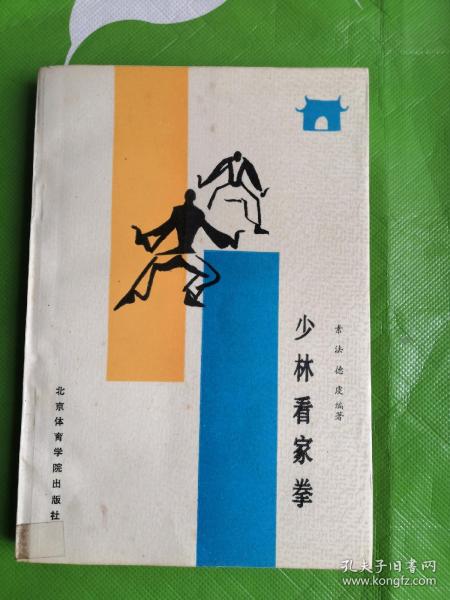 少林看家拳
素法 德虔 编著
北京体育学院出版社
孔夫子旧书网
www.kongfz.com